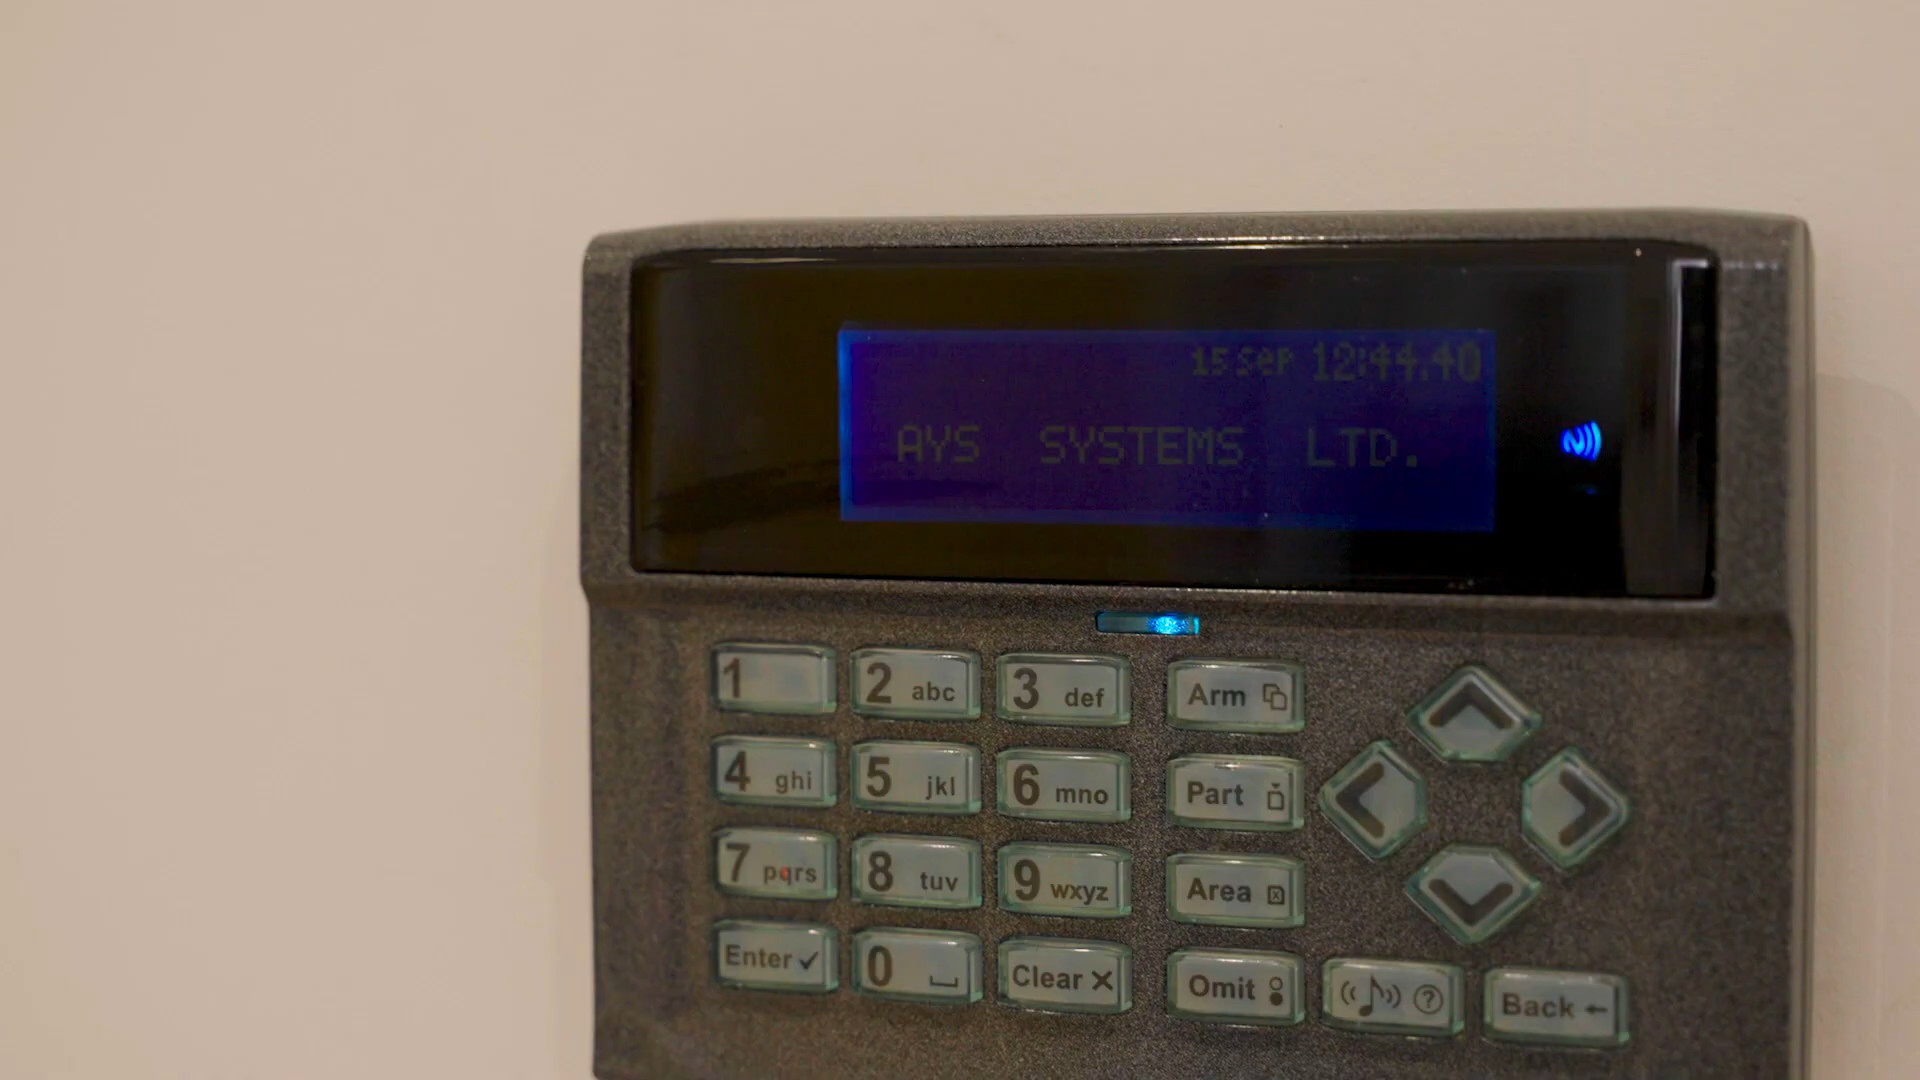 15 Sep 12:44.40
AYS SYSTEMS LTD.
1 2 abc 3 def Arm
4 ghi 5 jkl 6 mno Part
7 pqrs 8 tuv 9 wxyz Area
Enter ✓ 0 Clear X Omit ? Back ←